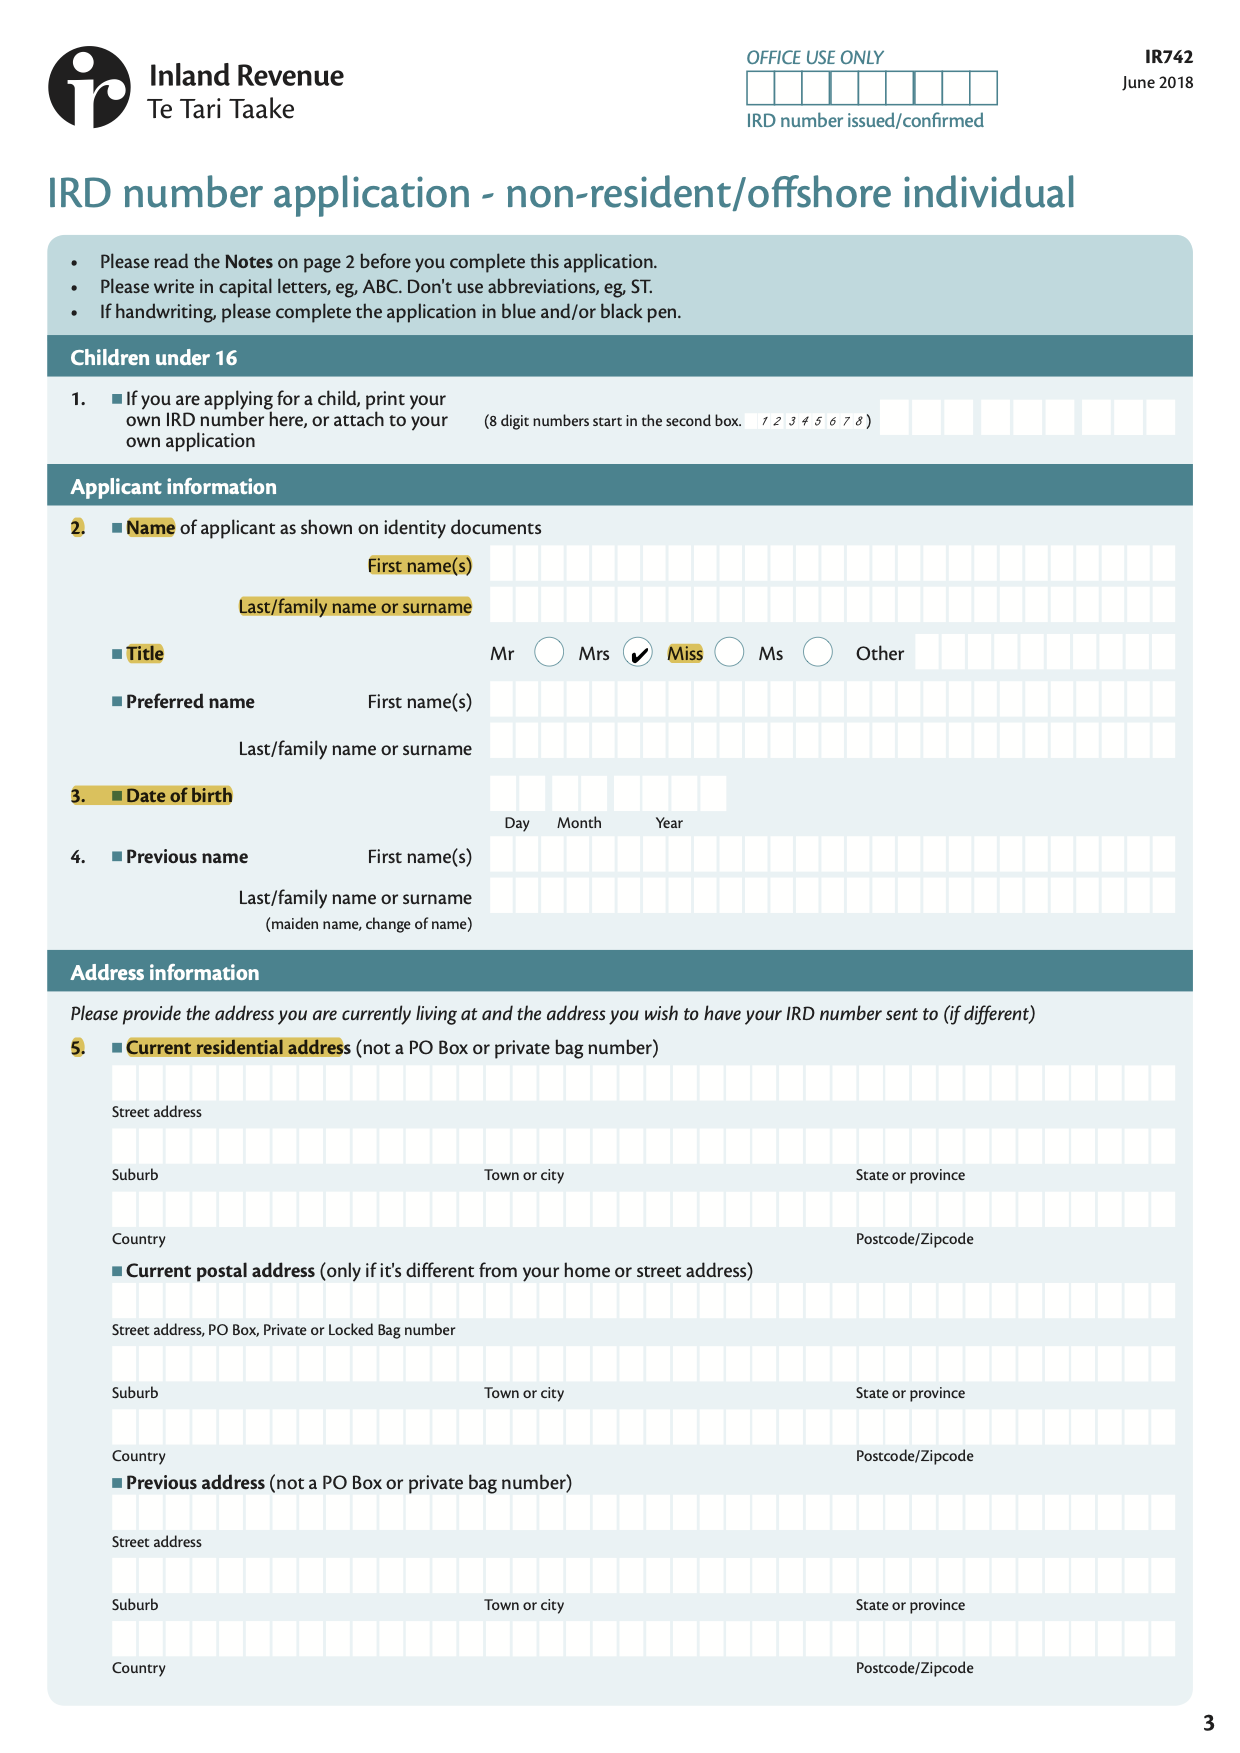 Inland Revenue
Te Tari Taake
OFFICE USE ONLY
IRD number issued/confirmed
IR742
June 2018
IRD number application - non-resident/offshore individual
• Please read the Notes on page 2 before you complete this application.
• Please write in capital letters, eg, ABC. Don't use abbreviations, eg, ST.
• If handwriting, please complete the application in blue and/or black pen.
Children under 16
1. If you are applying for a child, print your
own IRD number here, or attach to your
own application
(8 digit numbers start in the second box. 1 2 3 4 5 6 7 8 )
Applicant information
2. Name of applicant as shown on identity documents
First name(s)
Last/family name or surname
Title Mr Mrs ✔ Miss Ms Other
Preferred name First name(s)
Last/family name or surname
3. Date of birth
Day Month Year
4. Previous name First name(s)
Last/family name or surname
(maiden name, change of name)
Address information
Please provide the address you are currently living at and the address you wish to have your IRD number sent to (if different)
5. Current residential address (not a PO Box or private bag number)
Street address
Suburb Town or city State or province
Country Postcode/Zipcode
Current postal address (only if it's different from your home or street address)
Street address, PO Box, Private or Locked Bag number
Suburb Town or city State or province
Country Postcode/Zipcode
Previous address (not a PO Box or private bag number)
Street address
Suburb Town or city State or province
Country Postcode/Zipcode
3